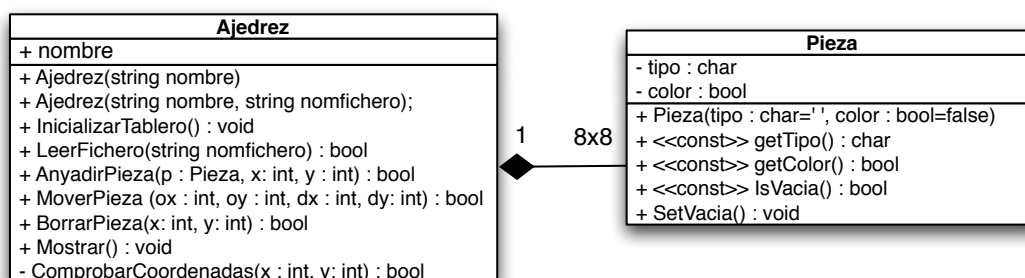 Ajedrez
+ nombre
+ Ajedrez(string nombre)
+ Ajedrez(string nombre, string nomfichero);
+ InicializarTablero() : void
+ LeerFichero(string nomfichero) : bool
+ AnyadirPieza(p : Pieza, x: int, y : int) : bool
+ MoverPieza (ox : int, oy : int, dx : int, dy: int) : bool
+ BorrarPieza(x: int, y: int) : bool
+ Mostrar() : void
- ComprobarCoordenadas(x : int, y: int) : bool
1
8x8
Pieza
- tipo : char
- color : bool
+ Pieza(tipo : char=' ', color : bool=false)
+ <<const>> getTipo() : char
+ <<const>> getColor() : bool
+ <<const>> IsVacia() : bool
+ SetVacia() : void